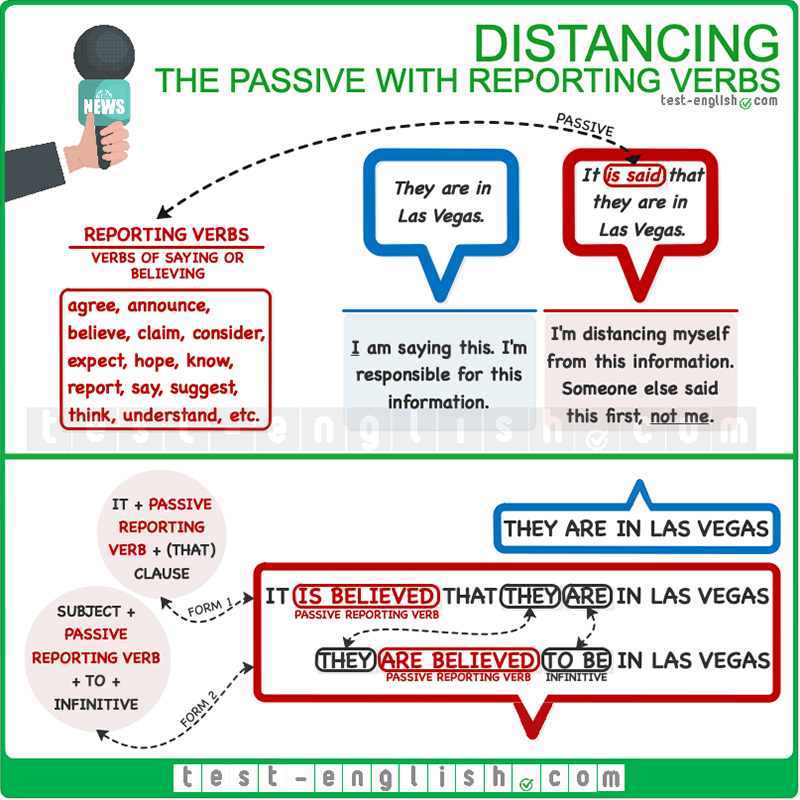 DISTANCING
THE PASSIVE WITH REPORTING VERBS
test-english.com
NEWS
PASSIVE
They are in
Las Vegas.
It is said that
they are in
Las Vegas.
REPORTING VERBS
VERBS OF SAYING OR
BELIEVING
agree, announce,
believe, claim, consider,
expect, hope, know,
report, say, suggest,
think, understand, etc.
I am saying this. I'm
responsible for this
information.
I'm distancing myself
from this information.
Someone else said
this first, not me.
test-english.com
IT + PASSIVE
REPORTING
VERB + (THAT)
CLAUSE
FORM 1
SUBJECT +
PASSIVE
REPORTING VERB
+ TO +
INFINITIVE
FORM 2
THEY ARE IN LAS VEGAS
IT IS BELIEVED THAT THEY ARE IN LAS VEGAS
PASSIVE REPORTING VERB
THEY ARE BELIEVED TO BE IN LAS VEGAS
PASSIVE REPORTING VERB INFINITIVE
test-english.com